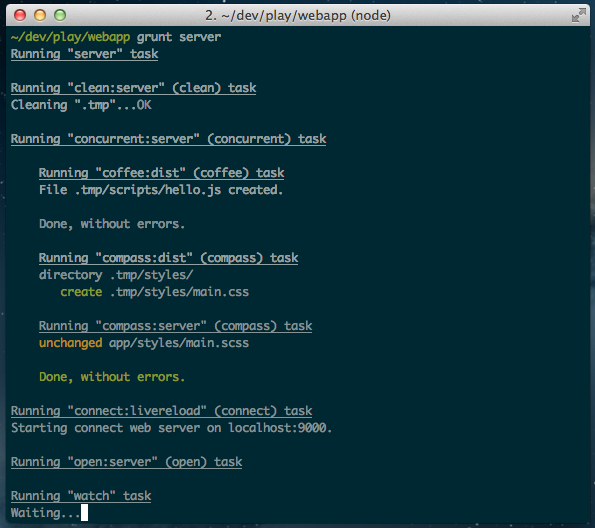 2. ~/dev/play/webapp (node)
~/dev/play/webapp grunt server
Running "server" task
Running "clean:server" (clean) task
Cleaning ".tmp"...OK
Running "concurrent:server" (concurrent) task
Running "coffee:dist" (coffee) task
File .tmp/scripts/hello.js created.
Done, without errors.
Running "compass:dist" (compass) task
directory .tmp/styles/
create .tmp/styles/main.css
Running "compass:server" (compass) task
unchanged app/styles/main.scss
Done, without errors.
Running "connect:livereload" (connect) task
Starting connect web server on localhost:9000.
Running "open:server" (open) task
Running "watch" task
Waiting...